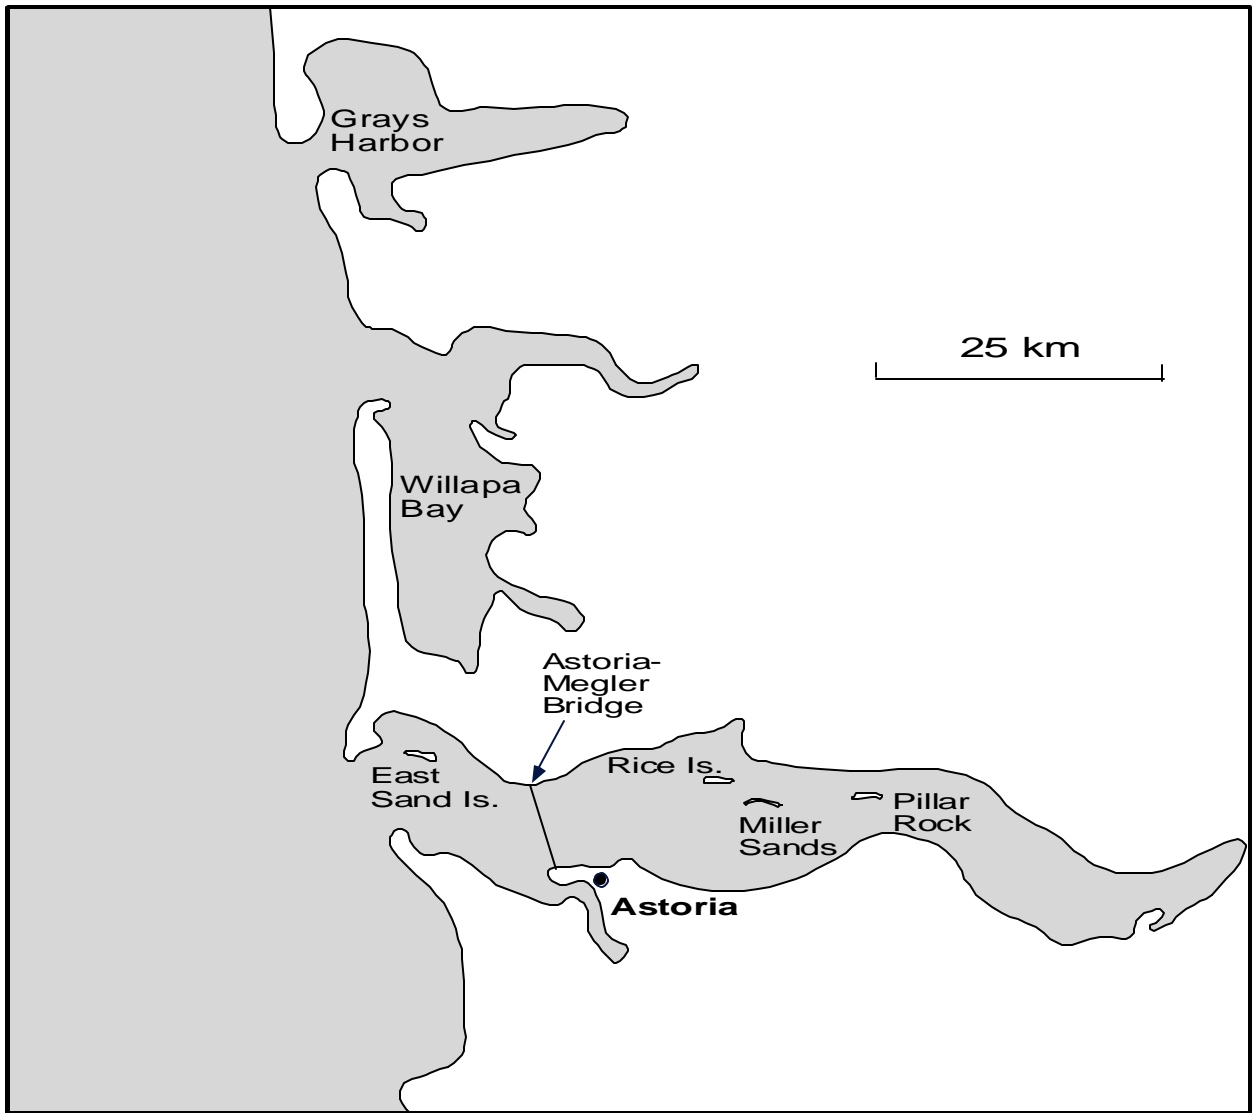 Grays
Harbor
25 km
Willapa
Bay
Astoria-
Megler
Bridge
Rice Is.
East
Sand Is.
Pillar
Rock
Miller
Sands
Astoria